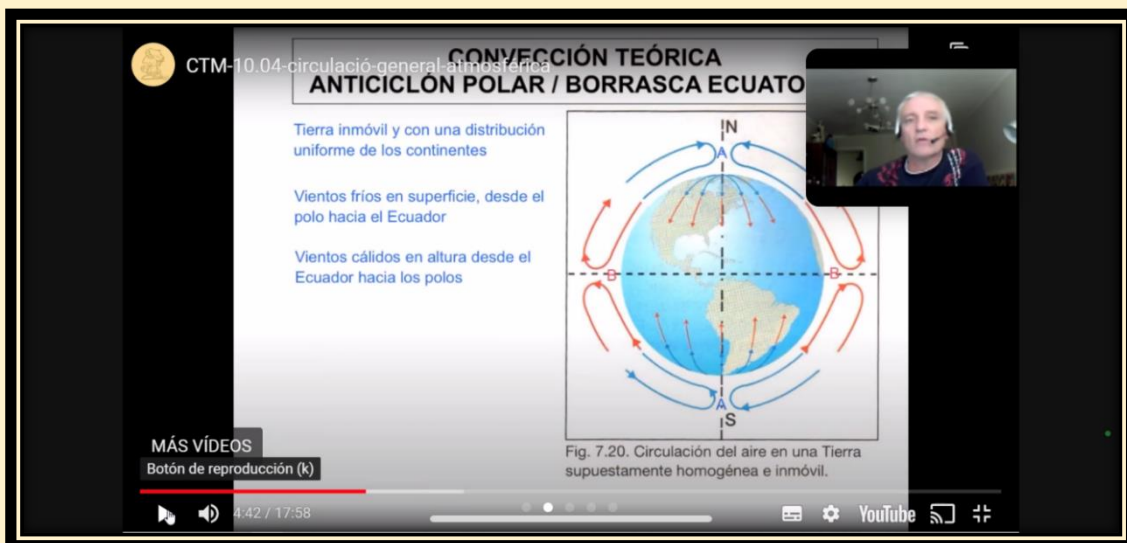 CONVECCIÓN TEÓRICA
CTM-10.04-circulació-general-atmosférica
ANTICICLÓN POLAR / BORRASCA ECUATO
Tierra inmóvil y con una distribución
uniforme de los continentes
Vientos fríos en superficie, desde el
polo hacia el Ecuador
Vientos cálidos en altura desde el
Ecuador hacia los polos
N
A
B
B
A
S
Fig. 7.20. Circulación del aire en una Tierra
supuestamente homogénea e inmóvil.
MÁS VÍDEOS
Botón de reproducción (k)
4:42 / 17:58
YouTube